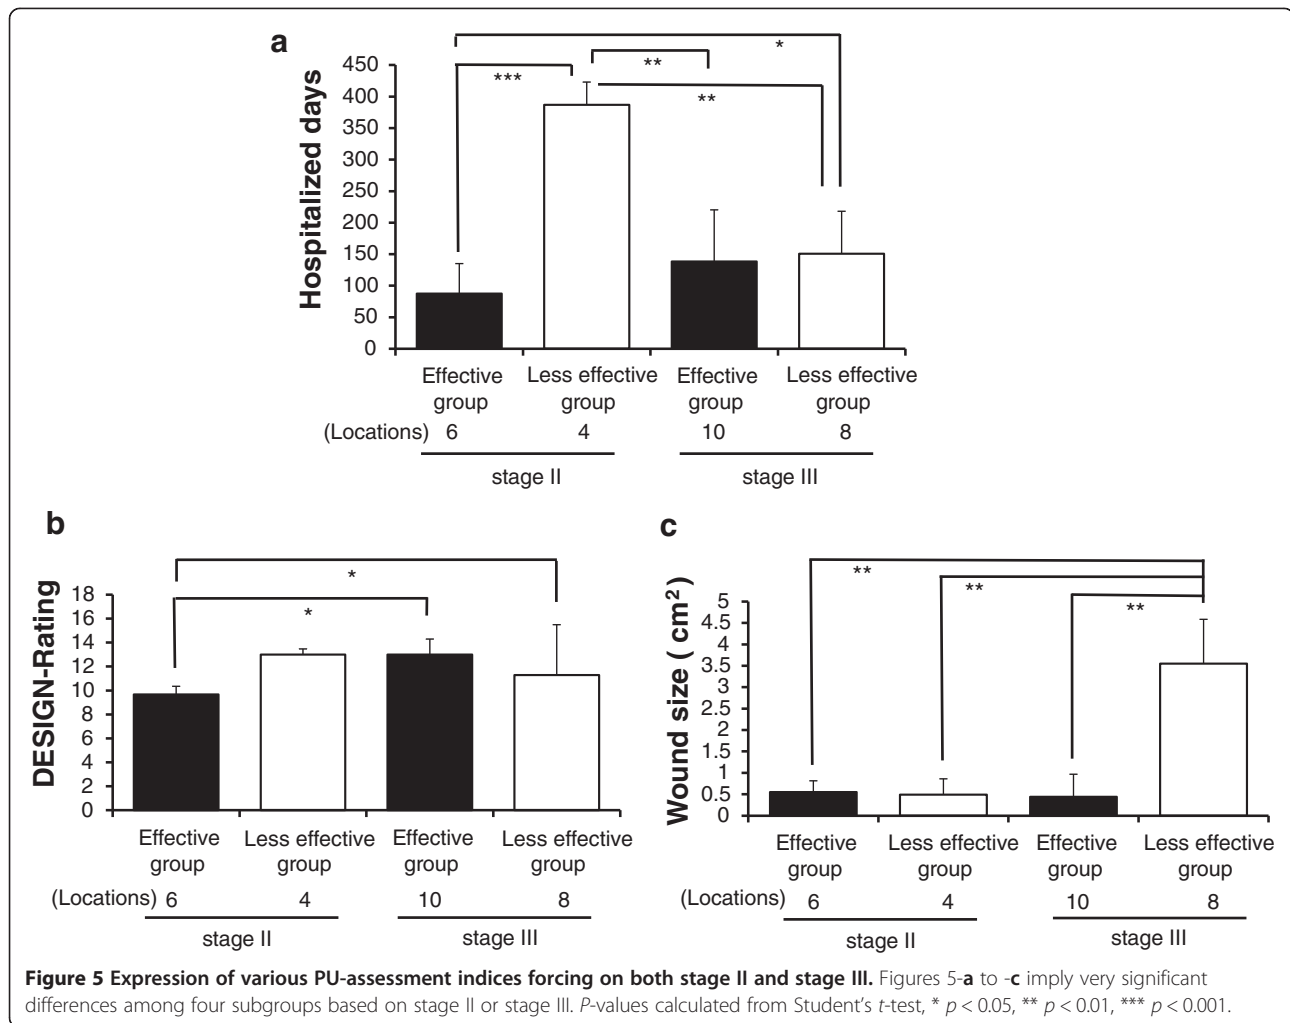 a
Hospitalized days
450
400
350
300
250
200
150
100
50
0
***
**
*
**
Effective group
Less effective group
Effective group
Less effective group
(Locations) 6 4 10 8
stage II
stage III
b
DESIGN-Rating
18
16
14
12
10
8
6
4
2
0
*
*
Effective group
Less effective group
Effective group
Less effective group
(Locations) 6 4 10 8
stage II
stage III
c
Wound size ( cm²)
5
4.5
4
3.5
3
2.5
2
1.5
1
0.5
0
**
**
**
Effective group
Less effective group
Effective group
Less effective group
(Locations) 6 4 10 8
stage II
stage III
Figure 5 Expression of various PU-assessment indices forcing on both stage II and stage III. Figures 5-a to -c imply very significant
differences among four subgroups based on stage II or stage III. P-values calculated from Student's t-test, * p < 0.05, ** p < 0.01, *** p < 0.001.